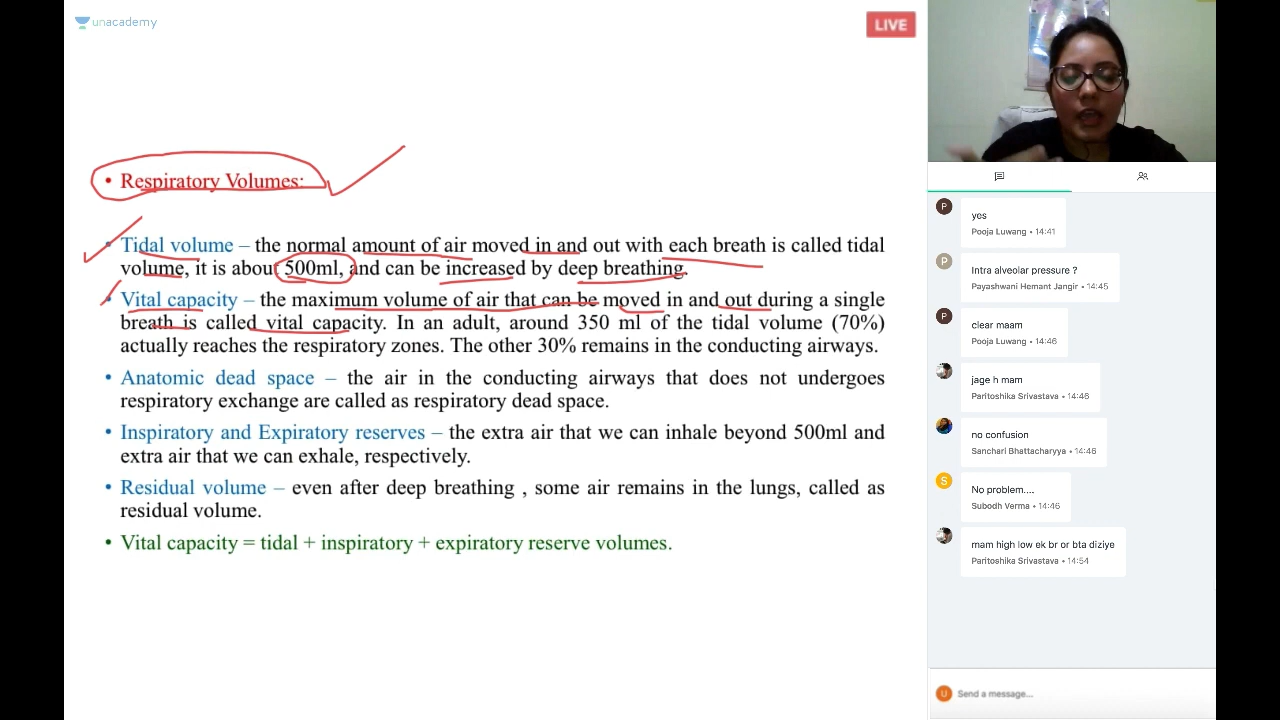 unacademy
LIVE
• Respiratory Volumes:
• Tidal volume – the normal amount of air moved in and out with each breath is called tidal
volume, it is about 500ml, and can be increased by deep breathing.
• Vital capacity – the maximum volume of air that can be moved in and out during a single
breath is called vital capacity. In an adult, around 350 ml of the tidal volume (70%)
actually reaches the respiratory zones. The other 30% remains in the conducting airways.
• Anatomic dead space – the air in the conducting airways that does not undergoes
respiratory exchange are called as respiratory dead space.
• Inspiratory and Expiratory reserves – the extra air that we can inhale beyond 500ml and
extra air that we can exhale, respectively.
• Residual volume – even after deep breathing , some air remains in the lungs, called as
residual volume.
• Vital capacity = tidal + inspiratory + expiratory reserve volumes.
P
yes
Pooja Luwang • 14:41
P
Intra alveolar pressure ?
Payashwani Hemant Jangir • 14:45
P
clear maam
Pooja Luwang • 14:46
jage h mam
Paritoshika Srivastava • 14:46
no confusion
Sanchari Bhattacharyya • 14:46
S
No problem....
Subodh Verma • 14:46
mam high low ek br or bta diziye
Paritoshika Srivastava • 14:54
U
Send a message...